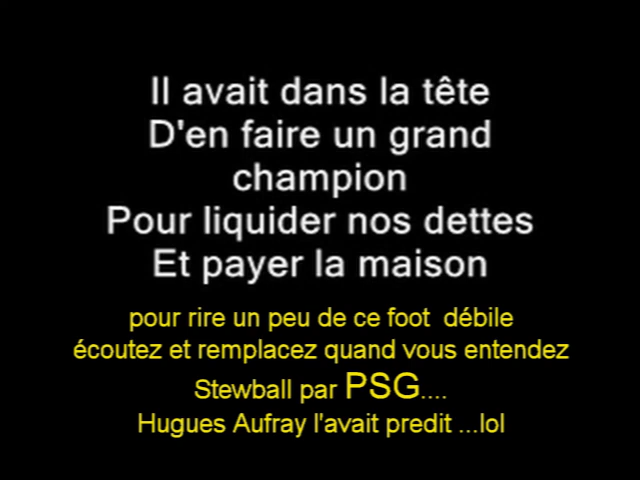 Il avait dans la tête
D'en faire un grand
champion
Pour liquider nos dettes
Et payer la maison
pour rire un peu de ce foot  débile
écoutez et remplacez quand vous entendez
Stewball par PSG....
Hugues Aufray l'avait predit ...lol